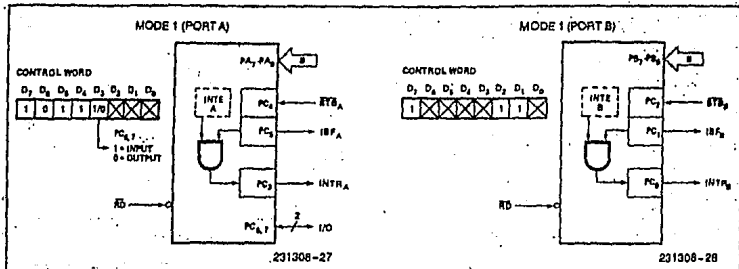 MODE 1 (PORT A)
CONTROL WORD
D7 D6 D5 D4 D3 D2 D1 D0
1 0 1 1 1/0
PC6,7
1 = INPUT
0 = OUTPUT
RD
PA7-PA0
8
INTE
A
PC4
STBA
PC5
IBFA
PC3
INTRA
PC6,7
2
I/O
231308-27
MODE 1 (PORT B)
CONTROL WORD
D7 D6 D5 D4 D3 D2 D1 D0
1 1 1
RD
PB7-PB0
8
INTE
B
PC2
STBB
PC1
IBFB
PC0
INTRB
231308-28